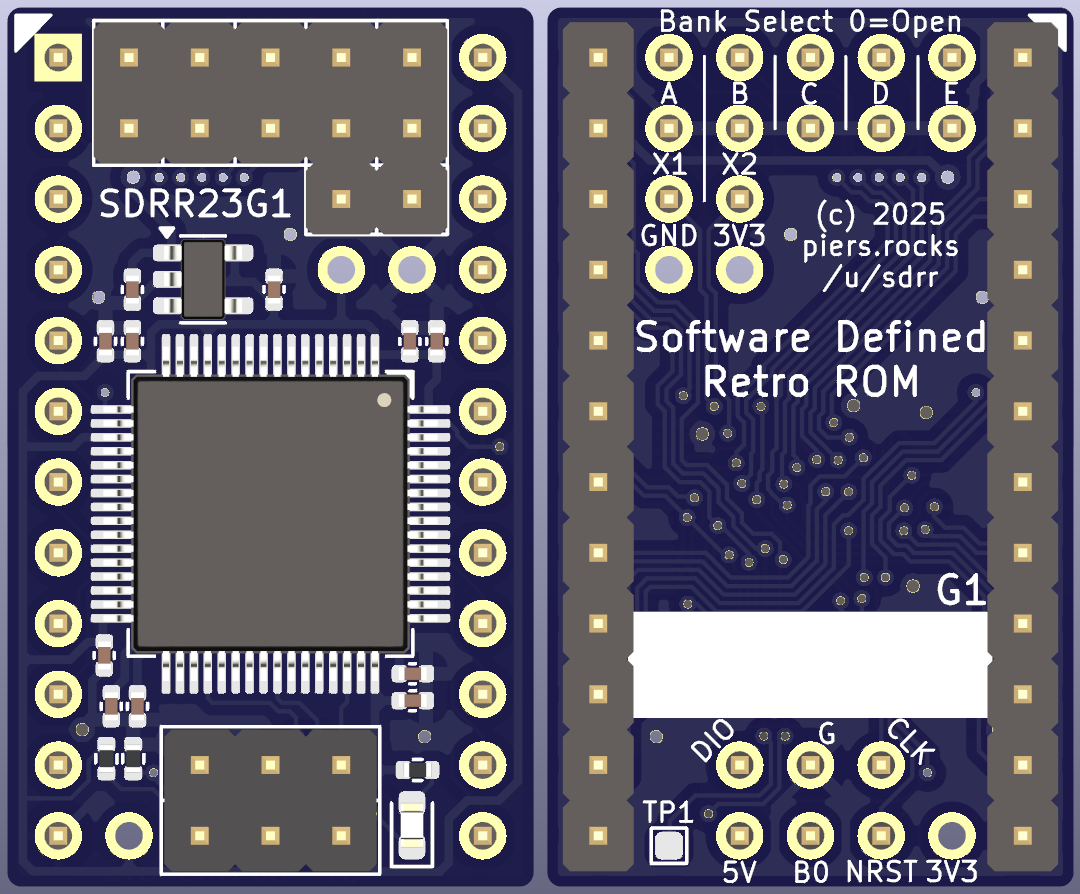 SDRR23G1
Bank Select 0=Open
A B C D E
X1 X2
GND 3V3
(c) 2025
piers.rocks
/u/sdrr
Software Defined
Retro ROM
G1
DIO G CLK
TP1
5V B0 NRST 3V3